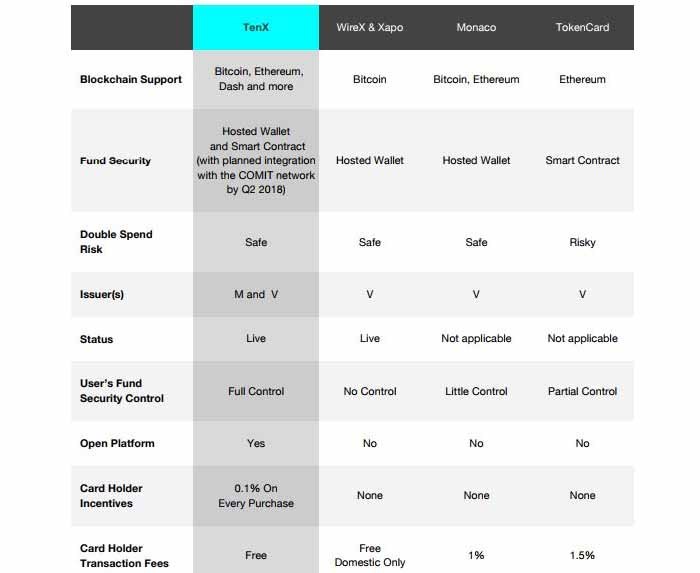 TenX WireX & Xapo Monaco TokenCard
Blockchain Support Bitcoin, Ethereum, Dash and more Bitcoin Bitcoin, Ethereum Ethereum
Fund Security Hosted Wallet and Smart Contract (with planned integration with the COMIT network by Q2 2018) Hosted Wallet Hosted Wallet Smart Contract
Double Spend Risk Safe Safe Safe Risky
Issuer(s) M and V V V V
Status Live Live Not applicable Not applicable
User's Fund Security Control Full Control No Control Little Control Partial Control
Open Platform Yes No No No
Card Holder Incentives 0.1% On Every Purchase None None None
Card Holder Transaction Fees Free Free Domestic Only 1% 1.5%